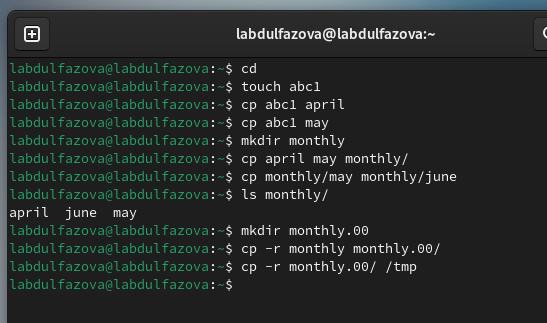 labdulfazova@labdulfazova:~
labdulfazova@labdulfazova:~$ cd
labdulfazova@labdulfazova:~$ touch abc1
labdulfazova@labdulfazova:~$ cp abc1 april
labdulfazova@labdulfazova:~$ cp abc1 may
labdulfazova@labdulfazova:~$ mkdir monthly
labdulfazova@labdulfazova:~$ cp april may monthly/
labdulfazova@labdulfazova:~$ cp monthly/may monthly/june
labdulfazova@labdulfazova:~$ ls monthly/
april  june  may
labdulfazova@labdulfazova:~$ mkdir monthly.00
labdulfazova@labdulfazova:~$ cp -r monthly monthly.00/
labdulfazova@labdulfazova:~$ cp -r monthly.00/ /tmp
labdulfazova@labdulfazova:~$